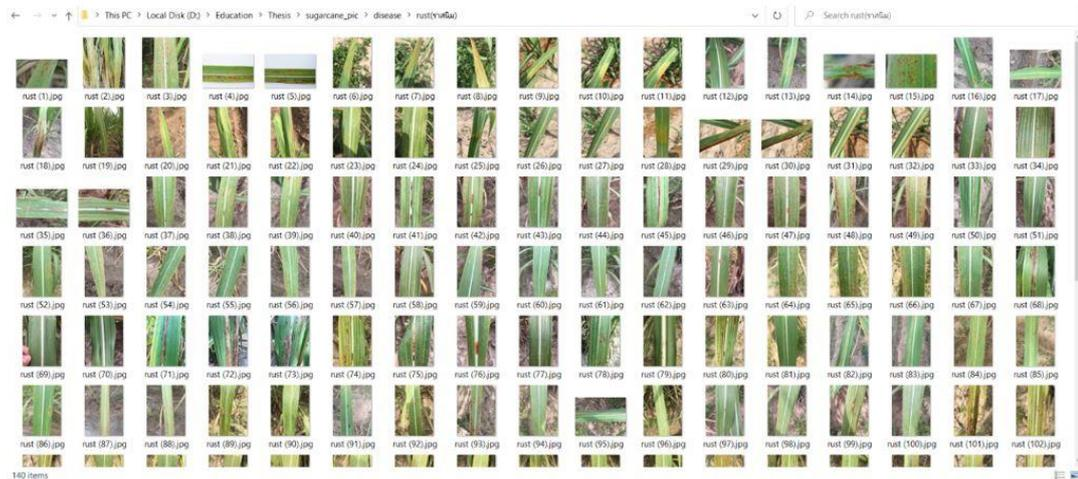 This PC > Local Disk (D:) > Education > Thesis > sugarcane_pic > disease > rust(ราสนิม)
Search rust(ราสนิม)
rust (1).jpg rust (2).jpg rust (3).jpg rust (4).jpg rust (5).jpg rust (6).jpg rust (7).jpg rust (8).jpg rust (9).jpg rust (10).jpg rust (11).jpg rust (12).jpg rust (13).jpg rust (14).jpg rust (15).jpg rust (16).jpg rust (17).jpg
rust (18).jpg rust (19).jpg rust (20).jpg rust (21).jpg rust (22).jpg rust (23).jpg rust (24).jpg rust (25).jpg rust (26).jpg rust (27).jpg rust (28).jpg rust (29).jpg rust (30).jpg rust (31).jpg rust (32).jpg rust (33).jpg rust (34).jpg
rust (35).jpg rust (36).jpg rust (37).jpg rust (38).jpg rust (39).jpg rust (40).jpg rust (41).jpg rust (42).jpg rust (43).jpg rust (44).jpg rust (45).jpg rust (46).jpg rust (47).jpg rust (48).jpg rust (49).jpg rust (50).jpg rust (51).jpg
rust (52).jpg rust (53).jpg rust (54).jpg rust (55).jpg rust (56).jpg rust (57).jpg rust (58).jpg rust (59).jpg rust (60).jpg rust (61).jpg rust (62).jpg rust (63).jpg rust (64).jpg rust (65).jpg rust (66).jpg rust (67).jpg rust (68).jpg
rust (69).jpg rust (70).jpg rust (71).jpg rust (72).jpg rust (73).jpg rust (74).jpg rust (75).jpg rust (76).jpg rust (77).jpg rust (78).jpg rust (79).jpg rust (80).jpg rust (81).jpg rust (82).jpg rust (83).jpg rust (84).jpg rust (85).jpg
rust (86).jpg rust (87).jpg rust (88).jpg rust (89).jpg rust (90).jpg rust (91).jpg rust (92).jpg rust (93).jpg rust (94).jpg rust (95).jpg rust (96).jpg rust (97).jpg rust (98).jpg rust (99).jpg rust (100).jpg rust (101).jpg rust (102).jpg
140 items